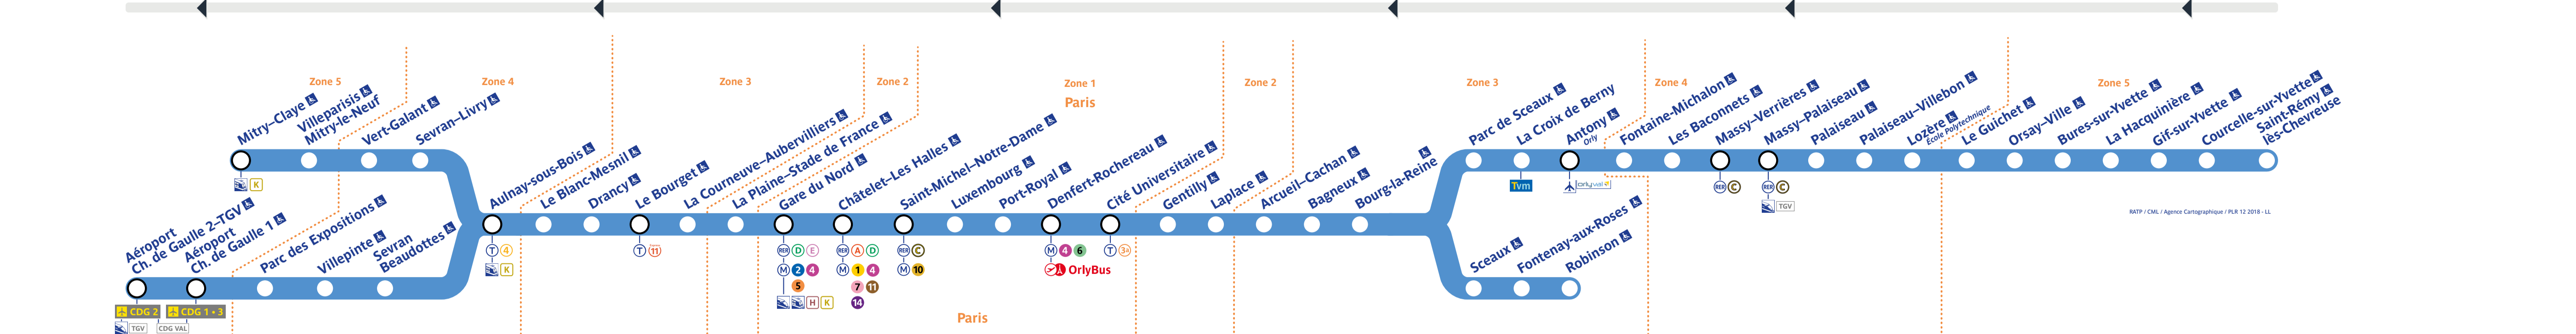 Zone 5
Zone 4
Zone 3
Zone 2
Zone 1
Paris
Zone 2
Zone 3
Zone 4
Zone 5
Mitry–Claye
Villeparisis
Mitry-le-Neuf
Vert-Galant
Sevran–Livry
K
Aéroport
Ch. de Gaulle 2–TGV
Aéroport
Ch. de Gaulle 1
Parc des Expositions
Villepinte
Sevran
Beaudottes
CDG 2
CDG 1 • 3
TGV
CDG VAL
Aulnay-sous-Bois
T 4
K
Le Blanc-Mesnil
Drancy
Le Bourget
T 11
La Courneuve–Aubervilliers
La Plaine–Stade de France
Gare du Nord
RER D E
M 2 4
5
H K
Châtelet–Les Halles
RER A D
M 1 4
7 11
14
Saint-Michel–Notre-Dame
RER C
M 10
Luxembourg
Port-Royal
Denfert-Rochereau
M 4 6
OrlyBus
Cité Universitaire
T 3a
Gentilly
Laplace
Arcueil–Cachan
Bagneux
Bourg-la-Reine
Parc de Sceaux
La Croix de Berny
Tvm
Antony
Orly
orlyval
Fontaine-Michalon
Les Baconnets
Massy–Verrières
RER C
Massy–Palaiseau
RER C
TGV
Palaiseau
Palaiseau–Villebon
Lozère
École Polytechnique
Le Guichet
Orsay–Ville
Bures-sur-Yvette
La Hacquinière
Gif-sur-Yvette
Courcelle-sur-Yvette
Saint-Rémy
lès-Chevreuse
Sceaux
Fontenay-aux-Roses
Robinson
RATP / CML / Agence Cartographique / PLR 12 2018 - LL
Paris